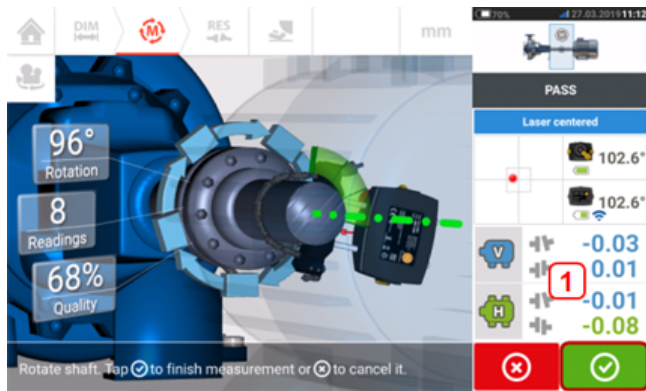 DIM
M
RES
mm
70%
27.03.2019 11:12
PASS
Laser centered
102.6°
102.6°
96°
Rotation
8
Readings
68%
Quality
V
-0.03
0.01
1
H
-0.01
-0.08
Rotate shaft. Tap to finish measurement or to cancel it.